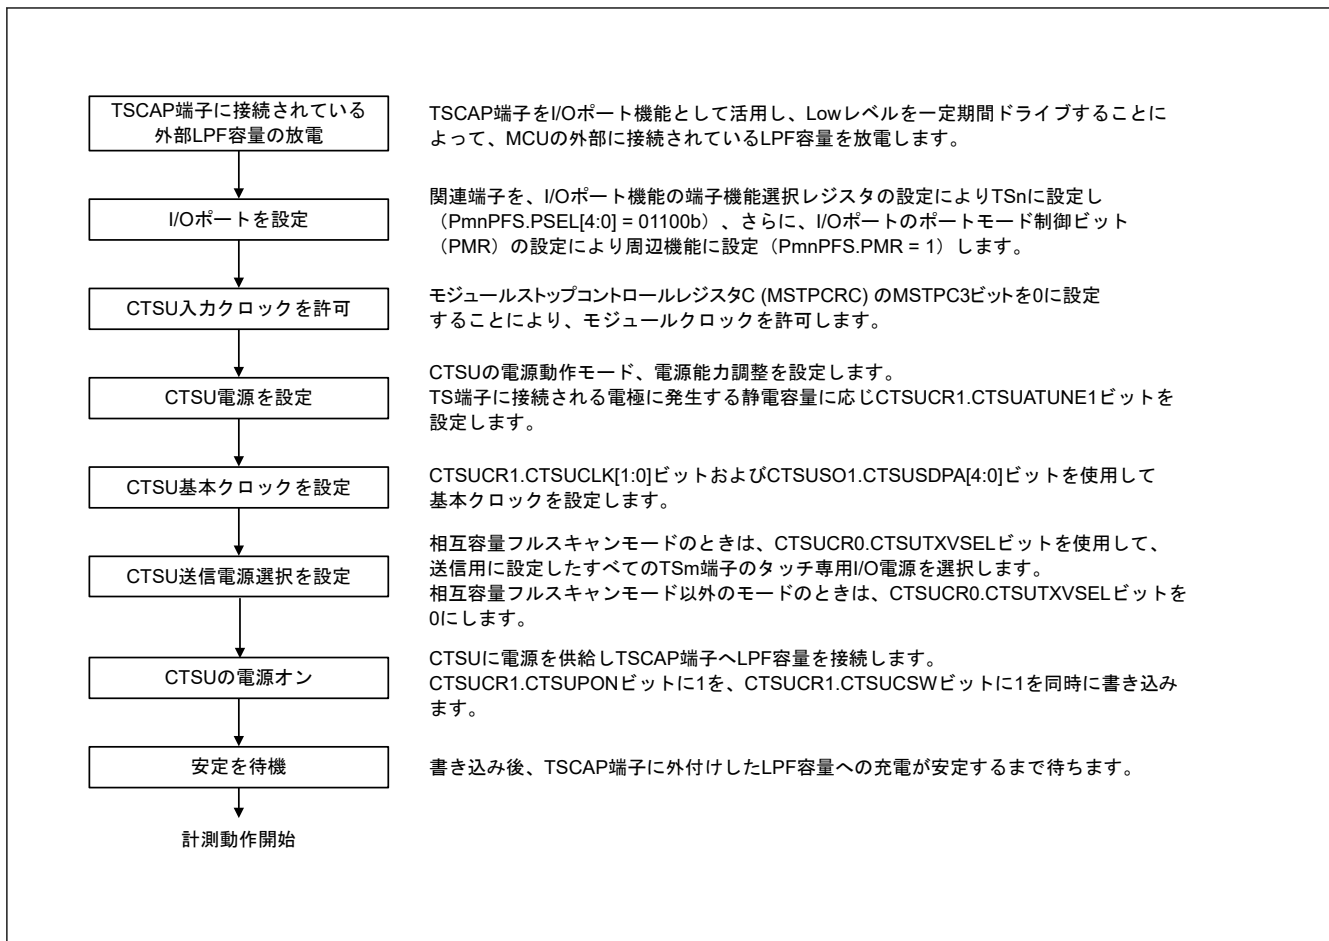 TSCAP端子に接続されている
外部LPF容量の放電
TSCAP端子をI/Oポート機能として活用し、Lowレベルを一定期間ドライブすることに
よって、MCUの外部に接続されているLPF容量を放電します。
I/Oポートを設定
関連端子を、I/Oポート機能の端子機能選択レジスタの設定によりTSnに設定し
（PmnPFS.PSEL[4:0] = 01100b）、さらに、I/Oポートのポートモード制御ビット
（PMR）の設定により周辺機能に設定（PmnPFS.PMR = 1）します。
CTSU入力クロックを許可
モジュールストップコントロールレジスタC (MSTPCRC) のMSTPC3ビットを0に設定
することにより、モジュールクロックを許可します。
CTSU電源を設定
CTSUの電源動作モード、電源能力調整を設定します。
TS端子に接続される電極に発生する静電容量に応じCTSUCR1.CTSUATUNE1ビットを
設定します。
CTSU基本クロックを設定
CTSUCR1.CTSUCLK[1:0]ビットおよびCTSUSO1.CTSUSDPA[4:0]ビットを使用して
基本クロックを設定します。
CTSU送信電源選択を設定
相互容量フルスキャンモードのときは、CTSUCR0.CTSUTXVSELビットを使用して、
送信用に設定したすべてのTSm端子のタッチ専用I/O電源を選択します。
相互容量フルスキャンモード以外のモードのときは、CTSUCR0.CTSUTXVSELビットを
0にします。
CTSUの電源オン
CTSUに電源を供給しTSCAP端子へLPF容量を接続します。
CTSUCR1.CTSUPONビットに1を、CTSUCR1.CTSUCSWビットに1を同時に書き込み
ます。
安定を待機
書き込み後、TSCAP端子に外付けしたLPF容量への充電が安定するまで待ちます。
計測動作開始